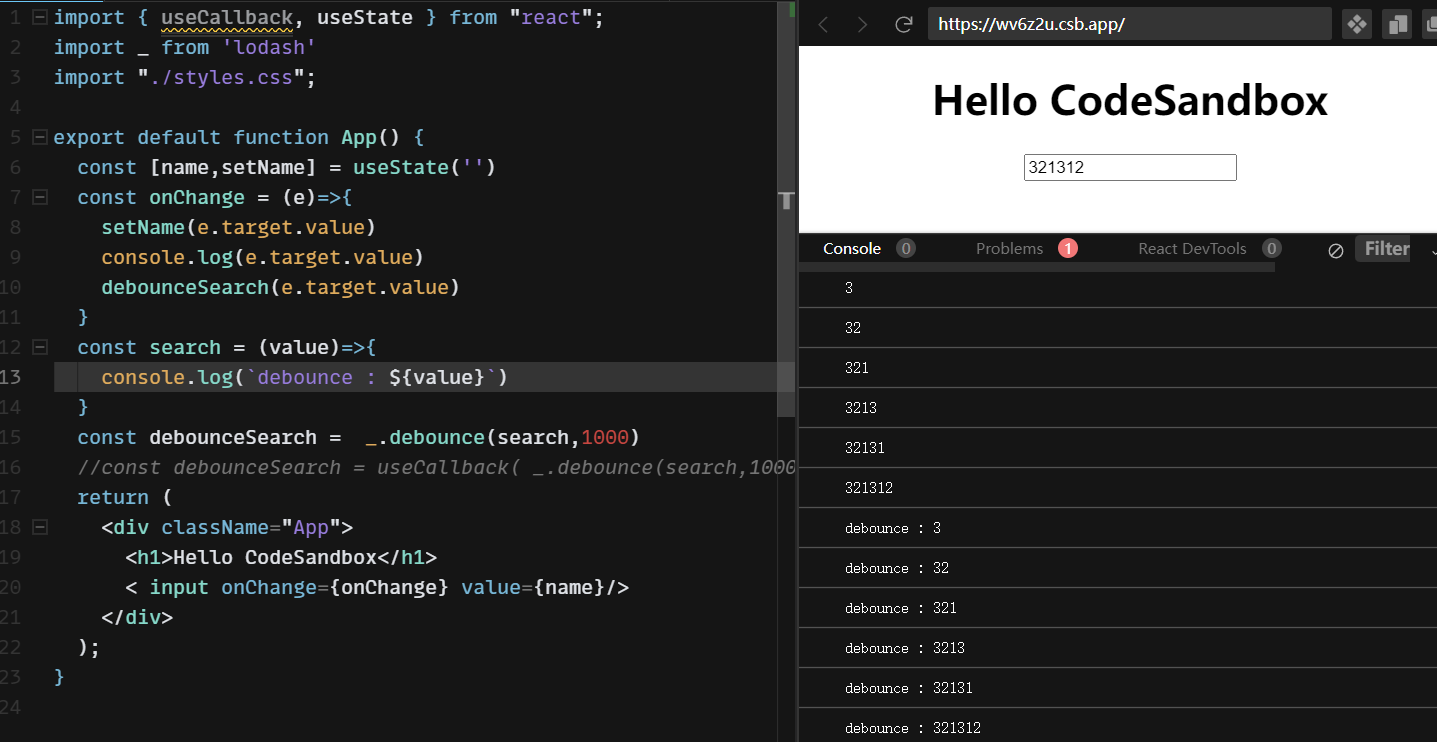 1 import { useCallback, useState } from "react";
2 import _ from 'lodash'
3 import "./styles.css";
4
5 export default function App() {
6 const [name,setName] = useState('')
7 const onChange = (e)=>{
8 setName(e.target.value)
9 console.log(e.target.value)
10 debounceSearch(e.target.value)
11 }
12 const search = (value)=>{
13 console.log(`debounce : ${value}`)
14 }
15 const debounceSearch =  _.debounce(search,1000)
16 //const debounceSearch = useCallback( _.debounce(search,1000
17 return (
18 <div className="App">
19 <h1>Hello CodeSandbox</h1>
20 < input onChange={onChange} value={name}/>
21 </div>
22 );
23 }
24
https://wv6z2u.csb.app/
Hello CodeSandbox
321312
Console 0 Problems 1 React DevTools 0 Filter
3
32
321
3213
32131
321312
debounce : 3
debounce : 32
debounce : 321
debounce : 3213
debounce : 32131
debounce : 321312